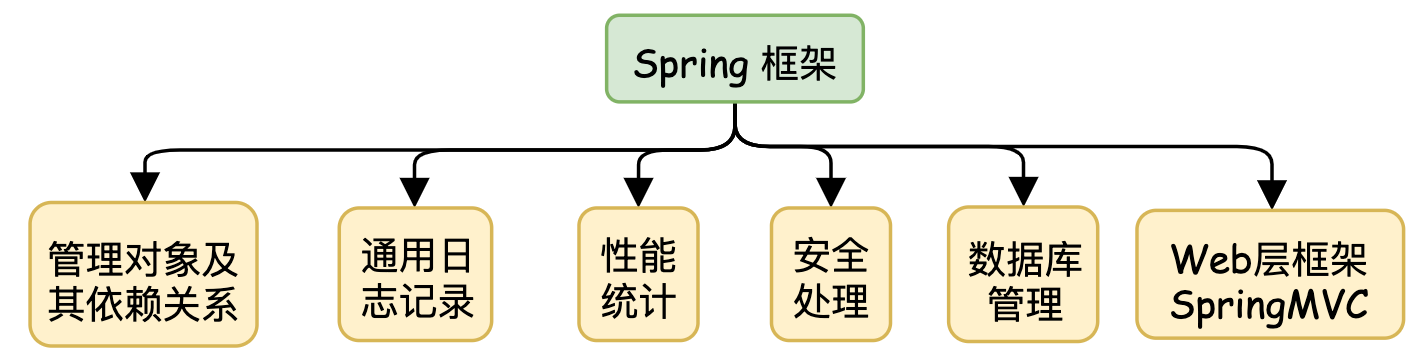 Spring 框架
管理对象及
其依赖关系
通用日
志记录
性能
统计
安全
处理
数据库
管理
Web层框架
SpringMVC